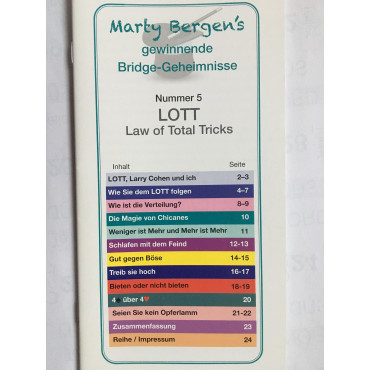 Marty Bergen's
gewinnende
Bridge-Geheimnisse
Nummer 5
LOTT
Law of Total Tricks
Inhalt Seite
LOTT, Larry Cohen und ich 2–3
Wie Sie dem LOTT folgen 4–7
Wie ist die Verteilung? 8–9
Die Magie von Chicanes 10
Weniger ist Mehr und Mehr ist Mehr 11
Schlafen mit dem Feind 12-13
Gut gegen Böse 14-15
Treib sie hoch 16-17
Bieten oder nicht bieten 18-19
4♠ über 4♥ 20
Seien Sie kein Opferlamm 21-22
Zusammenfassung 23
Reihe / Impressum 24